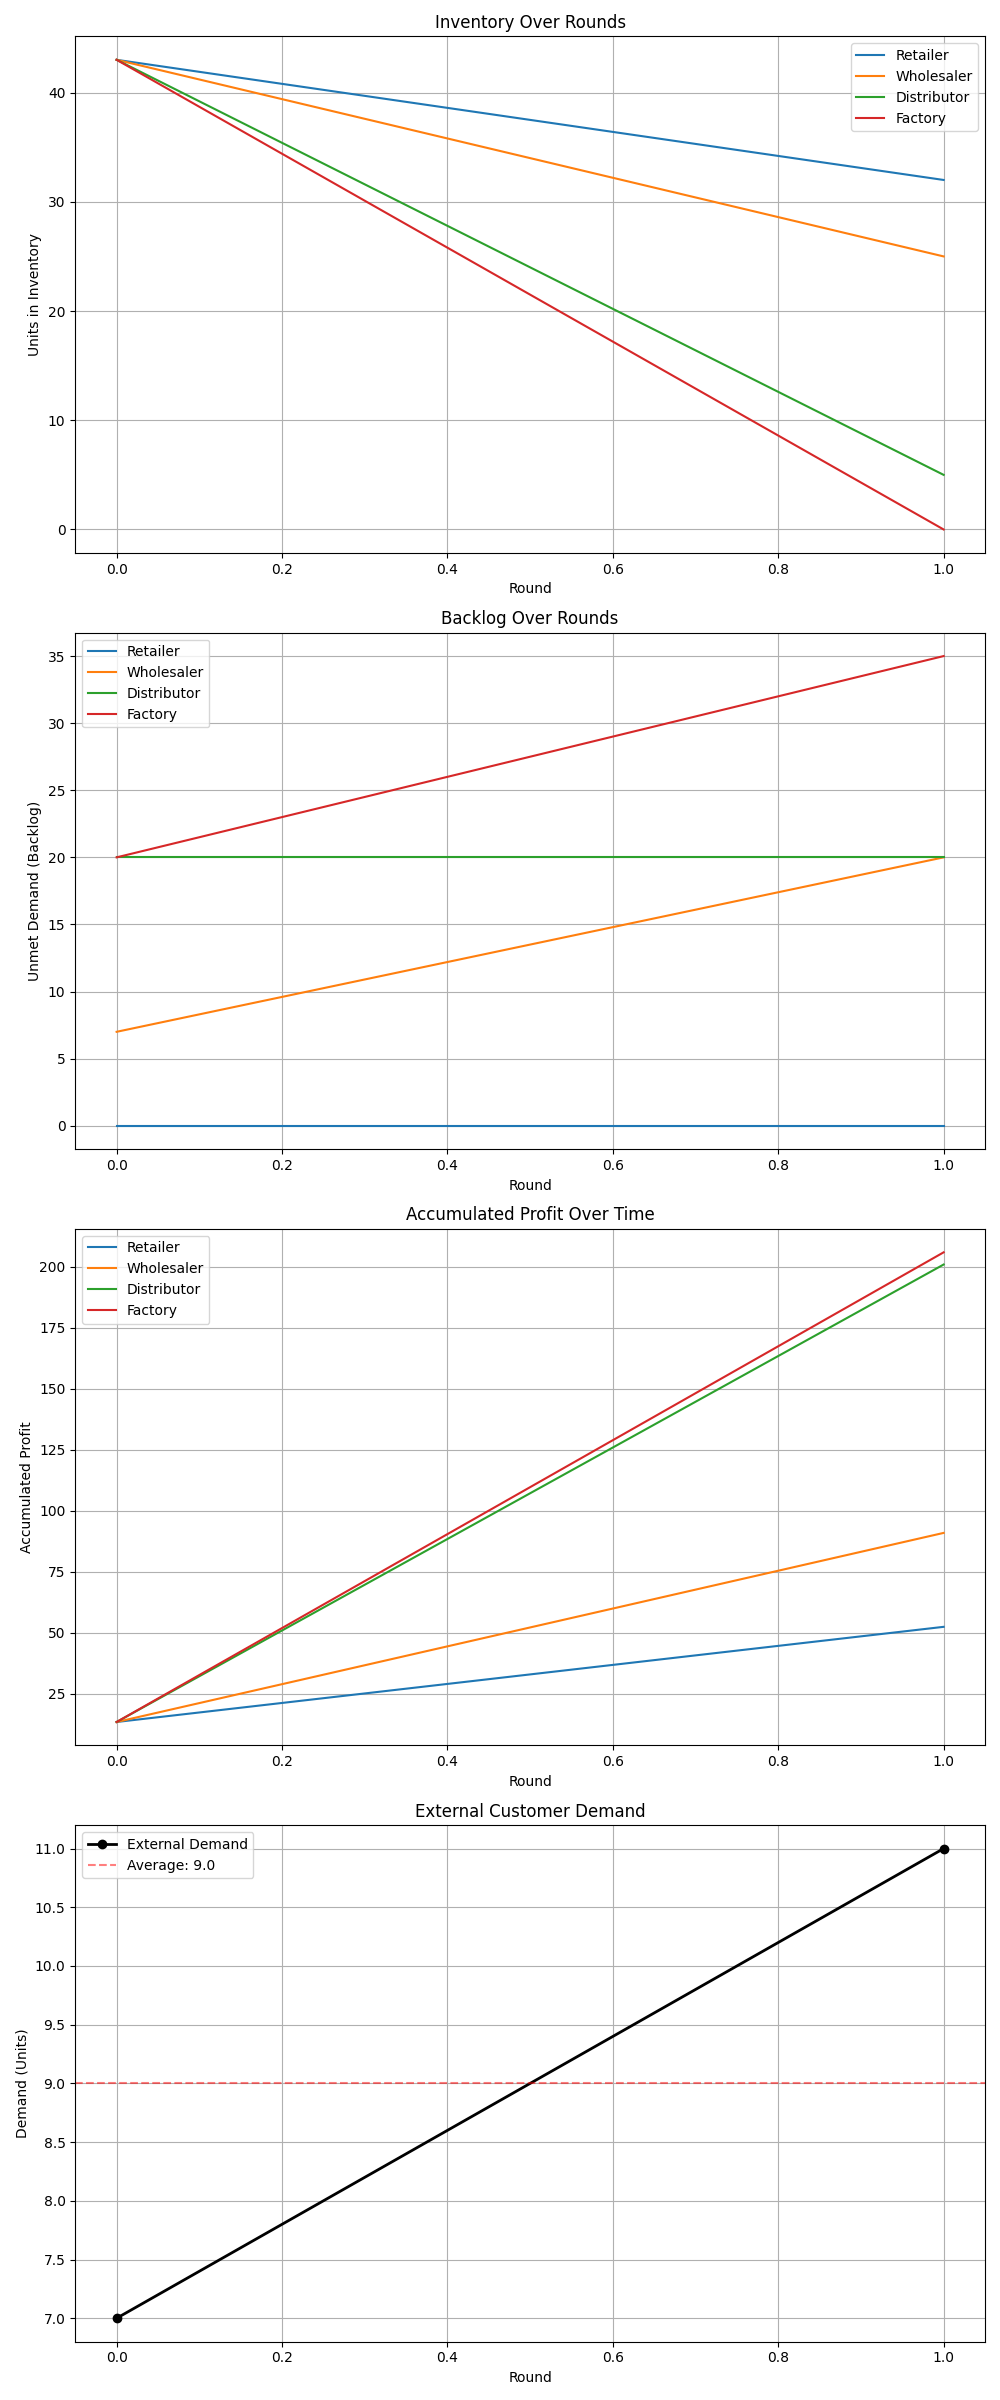 Inventory Over Rounds
Retailer
Wholesaler
Distributor
Factory
40
30
20
10
0
Units in Inventory
0.0 0.2 0.4 0.6 0.8 1.0
Round
Backlog Over Rounds
Retailer
Wholesaler
Distributor
Factory
35
30
25
20
15
10
5
0
Unmet Demand (Backlog)
0.0 0.2 0.4 0.6 0.8 1.0
Round
Accumulated Profit Over Time
Retailer
Wholesaler
Distributor
Factory
200
175
150
125
100
75
50
25
Accumulated Profit
0.0 0.2 0.4 0.6 0.8 1.0
Round
External Customer Demand
External Demand
Average: 9.0
11.0
10.5
10.0
9.5
9.0
8.5
8.0
7.5
7.0
Demand (Units)
0.0 0.2 0.4 0.6 0.8 1.0
Round